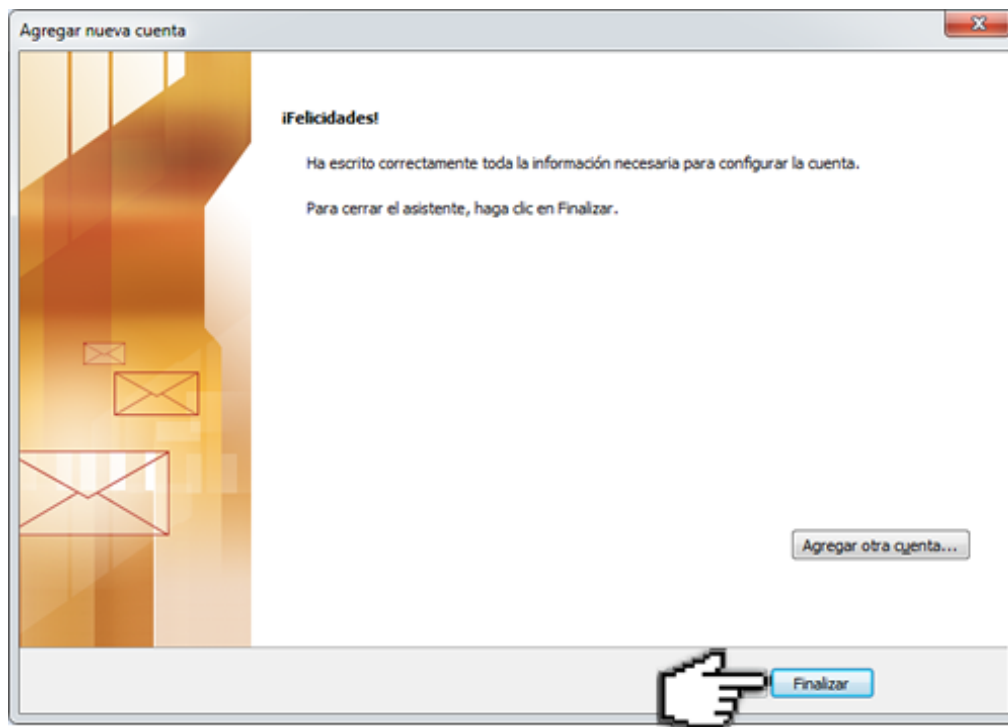 Agregar nueva cuenta
¡Felicidades!
Ha escrito correctamente toda la información necesaria para configurar la cuenta.
Para cerrar el asistente, haga clic en Finalizar.
Agregar otra cuenta...
Finalizar